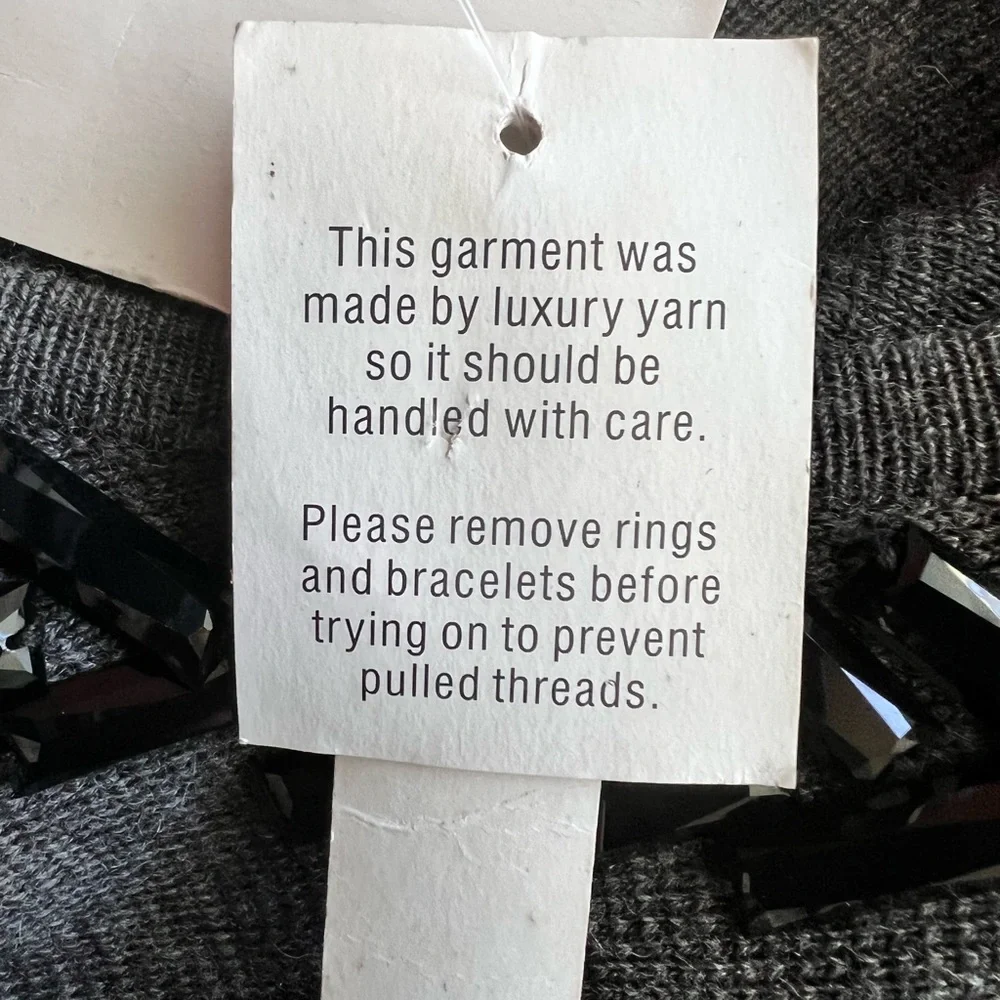 This garment was
made by luxury yarn
so it should be
handled with care.
Please remove rings
and bracelets before
trying on to prevent
pulled threads.